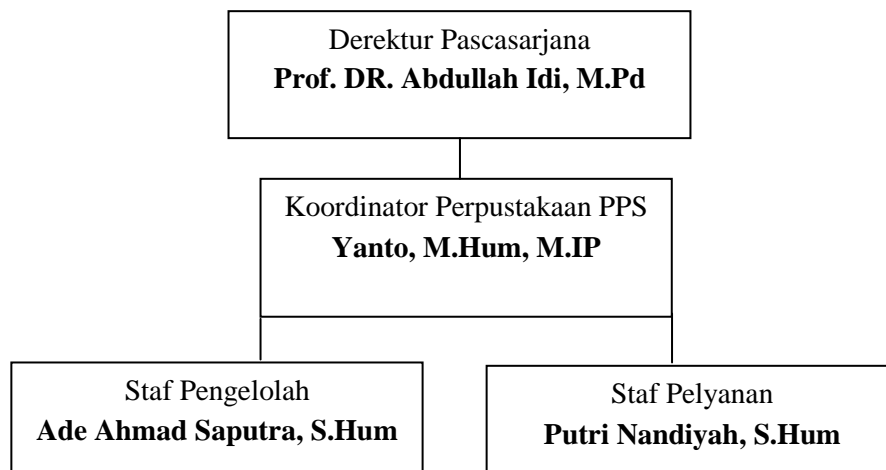 Derektur Pascasarjana
Prof. DR. Abdullah Idi, M.Pd
Koordinator Perpustakaan PPS
Yanto, M.Hum, M.IP
Staf Pengelolah
Ade Ahmad Saputra, S.Hum
Staf Pelyanan
Putri Nandiyah, S.Hum